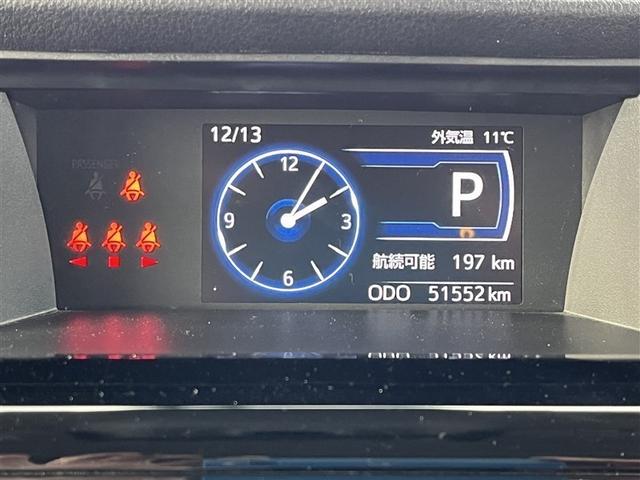 12/13 外気温 11℃
PASSENGER
12
9 3
6
P
航続可能 197 km
ODO 51552 km